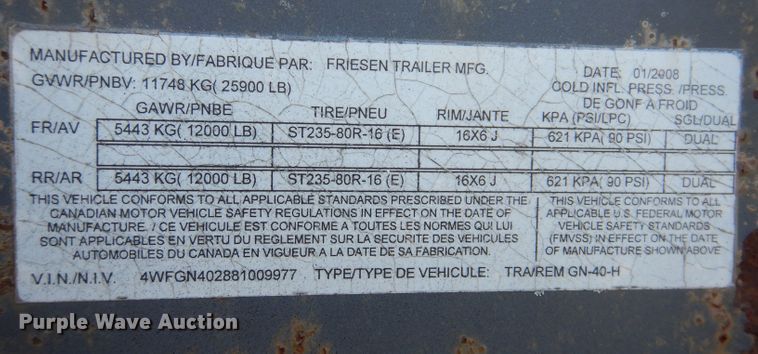 MANUFACTURED BY/FABRIQUE PAR: FRIESEN TRAILER MFG. DATE: 01/2008
GVWR/PNBV: 11748 KG( 25900 LB) COLD INFL. PRESS. /PRESS.
DE GONF A FROID
GAWR/PNBE TIRE/PNEU RIM/JANTE KPA (PSI/LPC) SGL/DUAL
FR/AV 5443 KG( 12000 LB) ST235-80R-16 (E) 16X6 J 621 KPA( 90 PSI) DUAL
RR/AR 5443 KG( 12000 LB) ST235-80R-16 (E) 16X6 J 621 KPA( 90 PSI) DUAL
THIS VEHICLE CONFORMS TO ALL APPLICABLE STANDARDS PRESCRIBED UNDER THE
CANADIAN MOTOR VEHICLE SAFETY REGULATIONS IN EFFECT ON THE DATE OF
MANUFACTURE. / CE VEHICULE EST CONFORME A TOUTES LES NORMES QUI LUI
SONT APPLICABLES EN VERTU DU REGLEMENT SUR LA SECURITE DES VEHICULES
AUTOMOBILES DU CANADA EN VIGUEUR A LA DATE DE SA FABRICATION.
THIS VEHICLE CONFORMS TO ALL
APPLICABLE U.S. FEDERAL MOTOR
VEHICLE SAFETY STANDARDS
(FMVSS) IN EFFECT ON THE DATE
OF MANUFACTURE SHOWN ABOVE
V.I.N./N.I.V. 4WFGN402881009977 TYPE/TYPE DE VEHICULE: TRA/REM GN-40-H
Purple Wave Auction